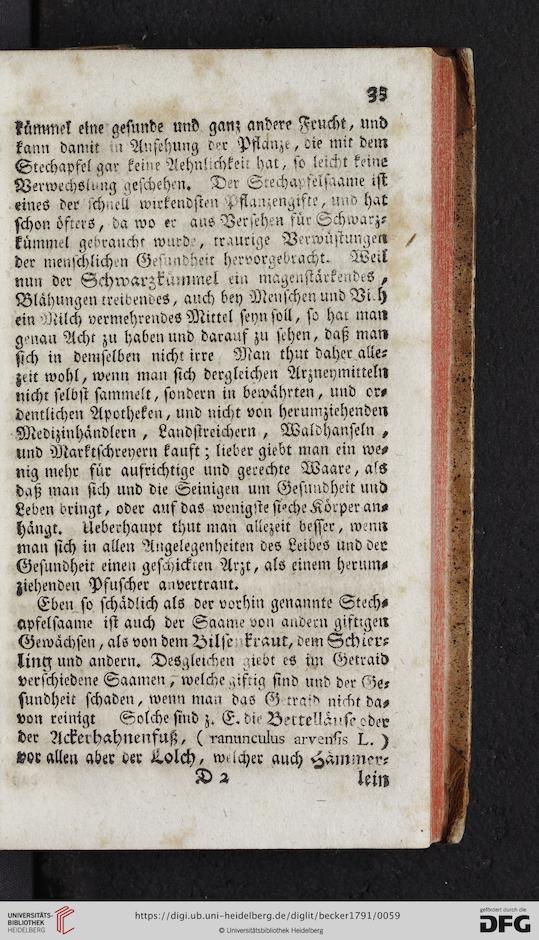 35
kümmel eine gesunde und ganz andere Frucht, und
kann damit in Ansehung der Pflanze, die mit dem
Stechapfel gar keine Aehnlichkeit hat, so leicht keine
Verwechslung geschehen. Der Stechapfelsaame ist
eines der schnell wirkendsten Pflanzengifte, und hat
schon öfters, da wo er aus Versehen für Schwarz-
kümmel gebraucht wurde, traurige Verwüstungen
der menschlichen Gesundheit hervorgebracht. Weil
nun der Schwarzkümmel ein magenstärkendes,
Blähungen treibendes, auch bey Menschen und Vieh
ein Milch vermehrendes Mittel seyn soll, so hat man
genau Acht zu haben und darauf zu sehen, daß man
sich in demselben nicht irre Man thut daher alle-
zeit wohl, wenn man sich dergleichen Arzneymitteln
nicht selbst sammelt, sondern in bewährten, und or-
dentlichen Apotheken, und nicht von herumziehenden
Medizinhändlern, Landstreichern, Waldhanseln,
und Marktschreyern kauft; lieber giebt man ein we-
nig mehr für aufrichtige und gerechte Waare, als
daß man sich und die Seinigen um Gesundheit und
Leben bringt, oder auf das wenigste sieche Körper an-
hängt. Ueberhaupt thut man allezeit besser, wenn
man sich in allen Angelegenheiten des Leibes und der
Gesundheit einen geschickten Arzt, als einem herum-
ziehenden Pfuscher anvertraut.
Eben so schädlich als der vorhin genannte Stech-
apfelsaame ist auch der Saame von andern giftigen
Gewächsen, als von dem Bilsenkraut, dem Schier-
ling und andern. Desgleichen giebt es im Getraid
verschiedene Saamen, welche giftig sind und der Ge-
sundheit schaden, wenn man das Getraid nicht da-
von reinigt Solche sind z. E. die Bettelläuse oder
der Ackerhahnenfuß, (ranunculus arvensis L.)
vor allen aber der Lolch, welcher auch Hämmer-
D 2 lein
UNIVERSITÄTS-
BIBLIOTHEK
HEIDELBERG
https://digi.ub.uni-heidelberg.de/diglit/becker1791/0059
© Universitätsbibliothek Heidelberg
gefördert durch die
DFG